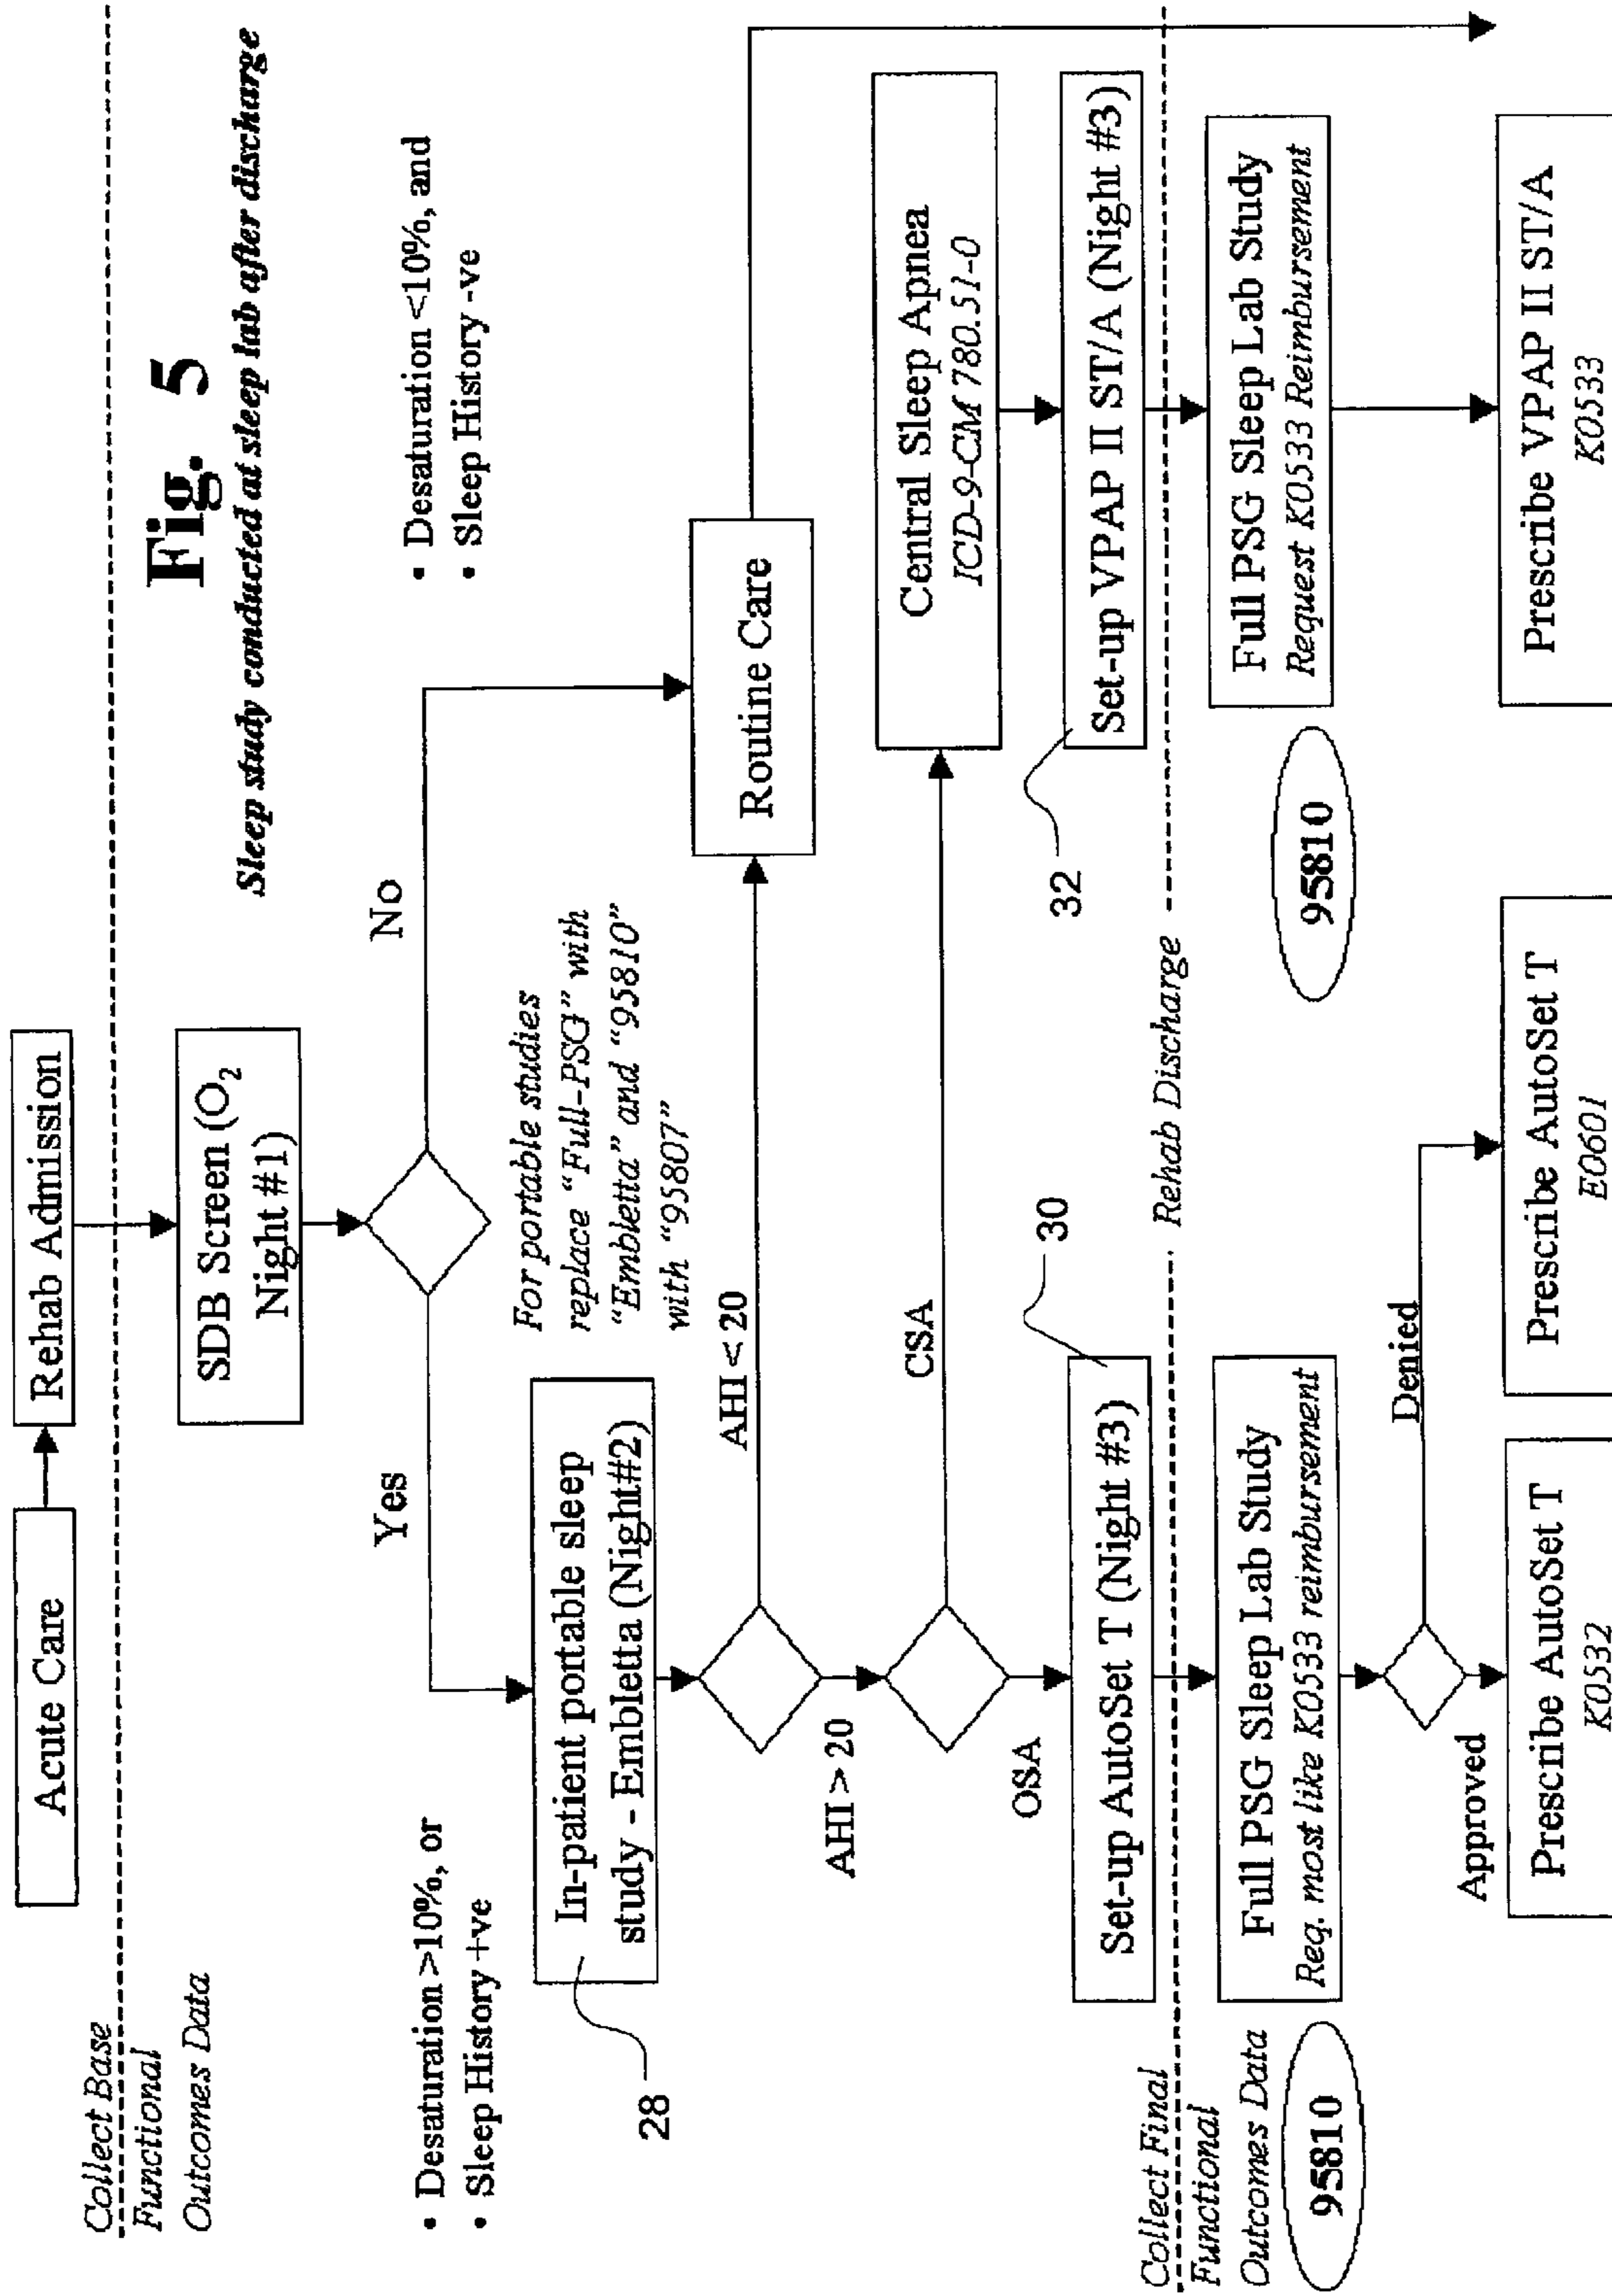 Fig. 5
Sleep study conducted at sleep lab after discharge
Acute Care
Rehab Admission
Collect Base
Functional
Outcomes Data
SDB Screen (O₂
Night #1)
Yes
No
• Desaturation >10%, or
• Sleep History +ve
• Desaturation <10%, and
• Sleep History -ve
For portable studies
replace "Full-PSG" with
"Embletta" and "95810"
with "95807"
In-patient portable sleep
study - Embletta (Night#2)
28
Routine Care
AHI < 20
AHI > 20
CSA
Central Sleep Apnea
ICD-9-CM 780.51-0
OSA
Set-up AutoSet T (Night #3)
30
Set-up VPAP II ST/A (Night #3)
32
Collect Final
Functional
Outcomes Data
Rehab Discharge
95810
Full PSG Sleep Lab Study
Req. most like K0533 reimbursement
95810
Full PSG Sleep Lab Study
Request K0533 Reimbursement
Approved
Denied
Prescribe AutoSet T
K0532
Prescribe AutoSet T
E0601
Prescribe VPAP II ST/A
K0533